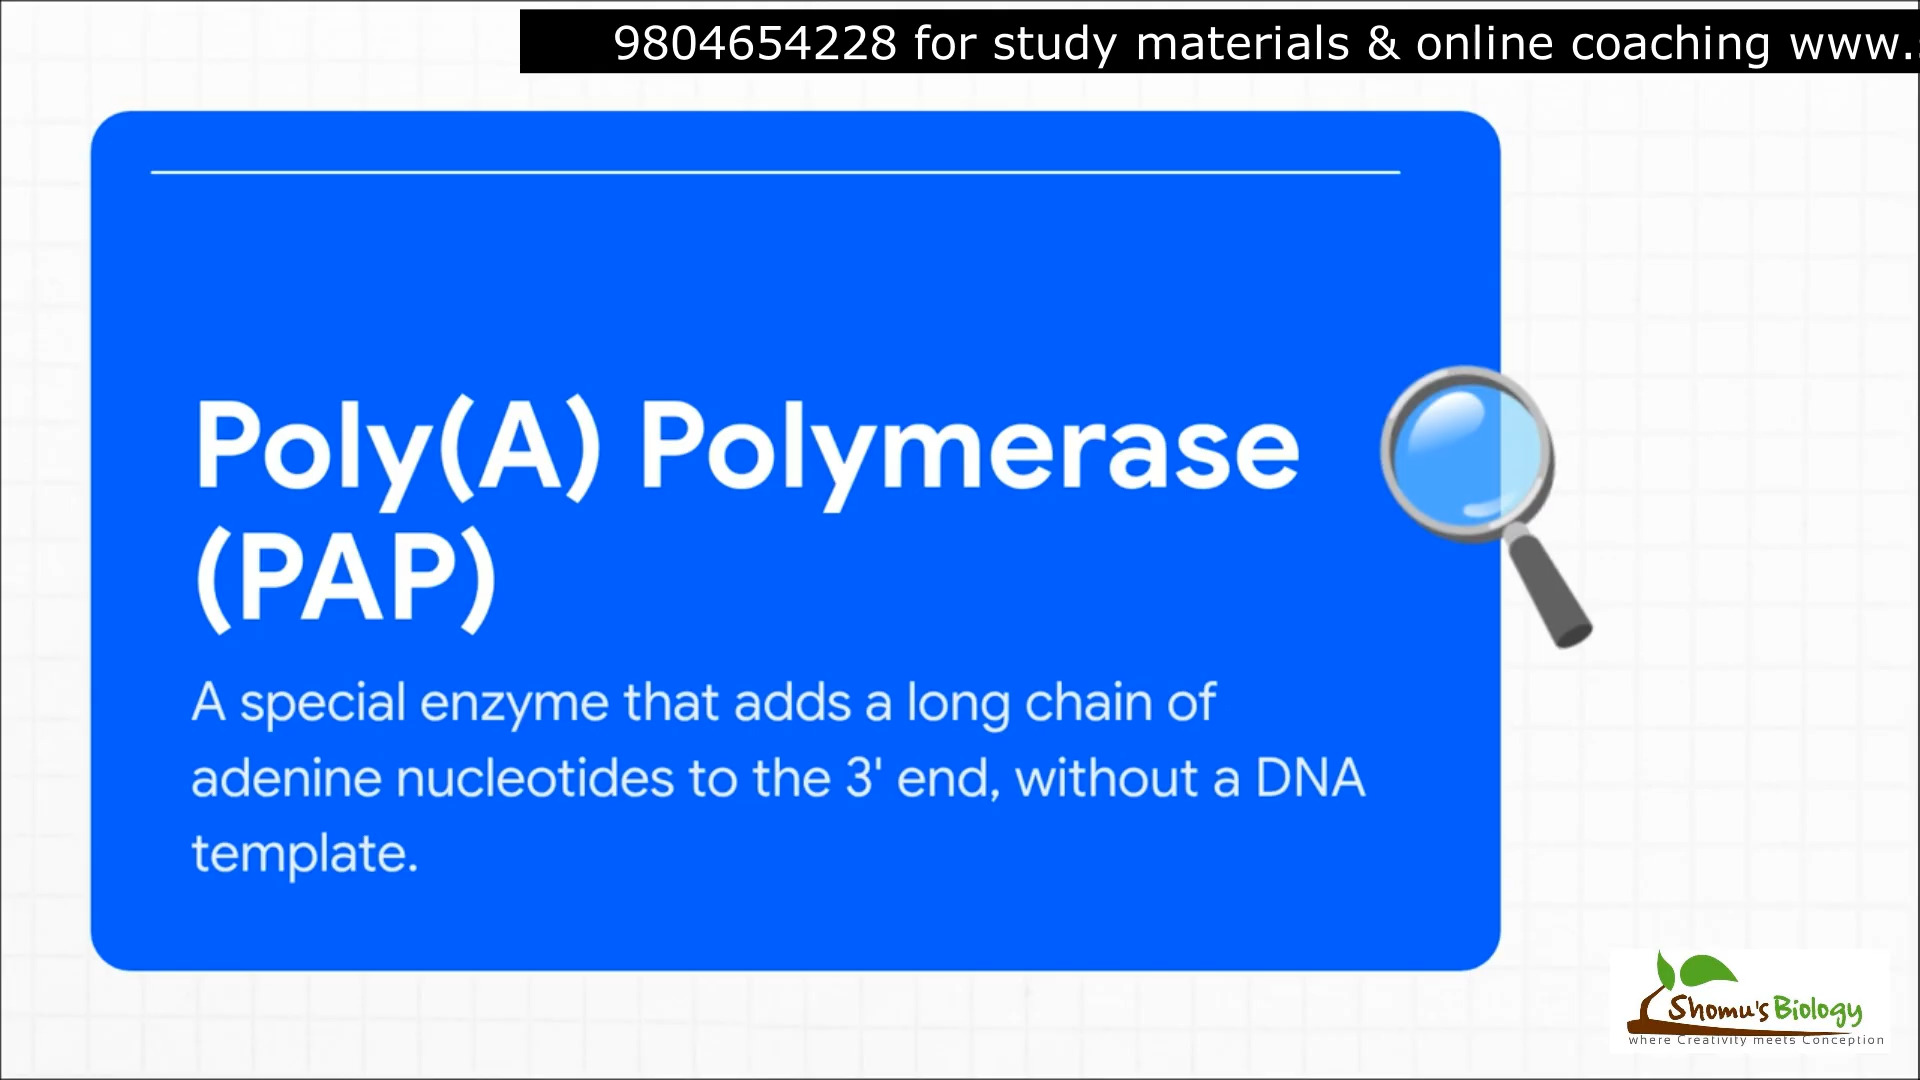 9804654228 for study materials & online coaching www.
Poly(A) Polymerase
(PAP)
A special enzyme that adds a long chain of
adenine nucleotides to the 3' end, without a DNA
template.
Shomu's Biology
where Creativity meets Conception